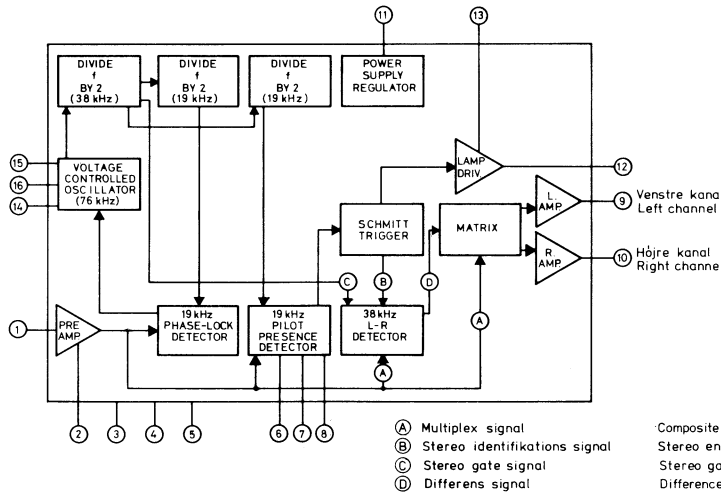 11
13
DIVIDE
f
BY 2
(38 kHz)
DIVIDE
f
BY 2
(19 kHz)
DIVIDE
f
BY 2
(19 kHz)
POWER
SUPPLY
REGULATOR
15
16
14
VOLTAGE
CONTROLLED
OSCILLATOR
(76 kHz)
LAMP
DRIV.
12
SCHMITT
TRIGGER
MATRIX
L.
AMP
9 Venstre kana
Left channel
R.
AMP
10 Højre kanal
Right channe
C
B
D
1
PRE
AMP
19 kHz
PHASE-LOCK
DETECTOR
19 kHz
PILOT
PRESENCE
DETECTOR
38 kHz
L-R
DETECTOR
A
A
2
3
4
5
6
7
8
A Multiplex signal Composite
B Stereo identifikations signal Stereo en
C Stereo gate signal Stereo ga
D Differens signal Difference